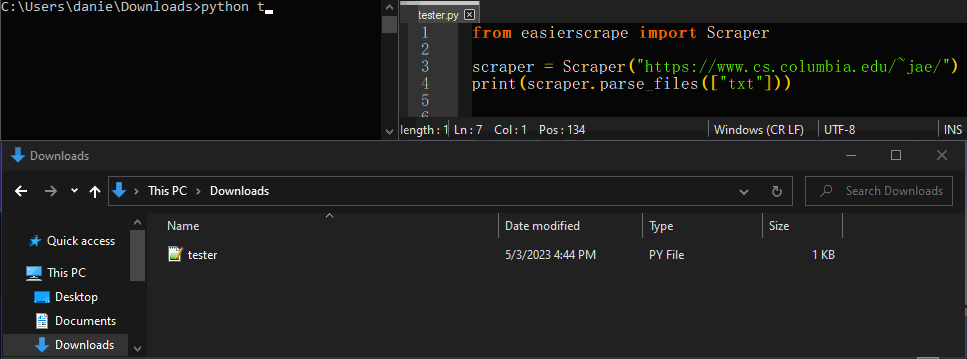 C:\Users\danie\Downloads>python t
tester.py
1 from easierscrape import Scraper
2
3 scraper = Scraper("https://www.cs.columbia.edu/~jae/")
4 print(scraper.parse_files(["txt"]))
5
6
length : 1 Ln : 7 Col : 1 Pos : 134 Windows (CR LF) UTF-8 INS
Downloads
This PC > Downloads
Search Downloads
Name Date modified Type Size
Quick access
tester 5/3/2023 4:44 PM PY File 1 KB
This PC
Desktop
Documents
Downloads